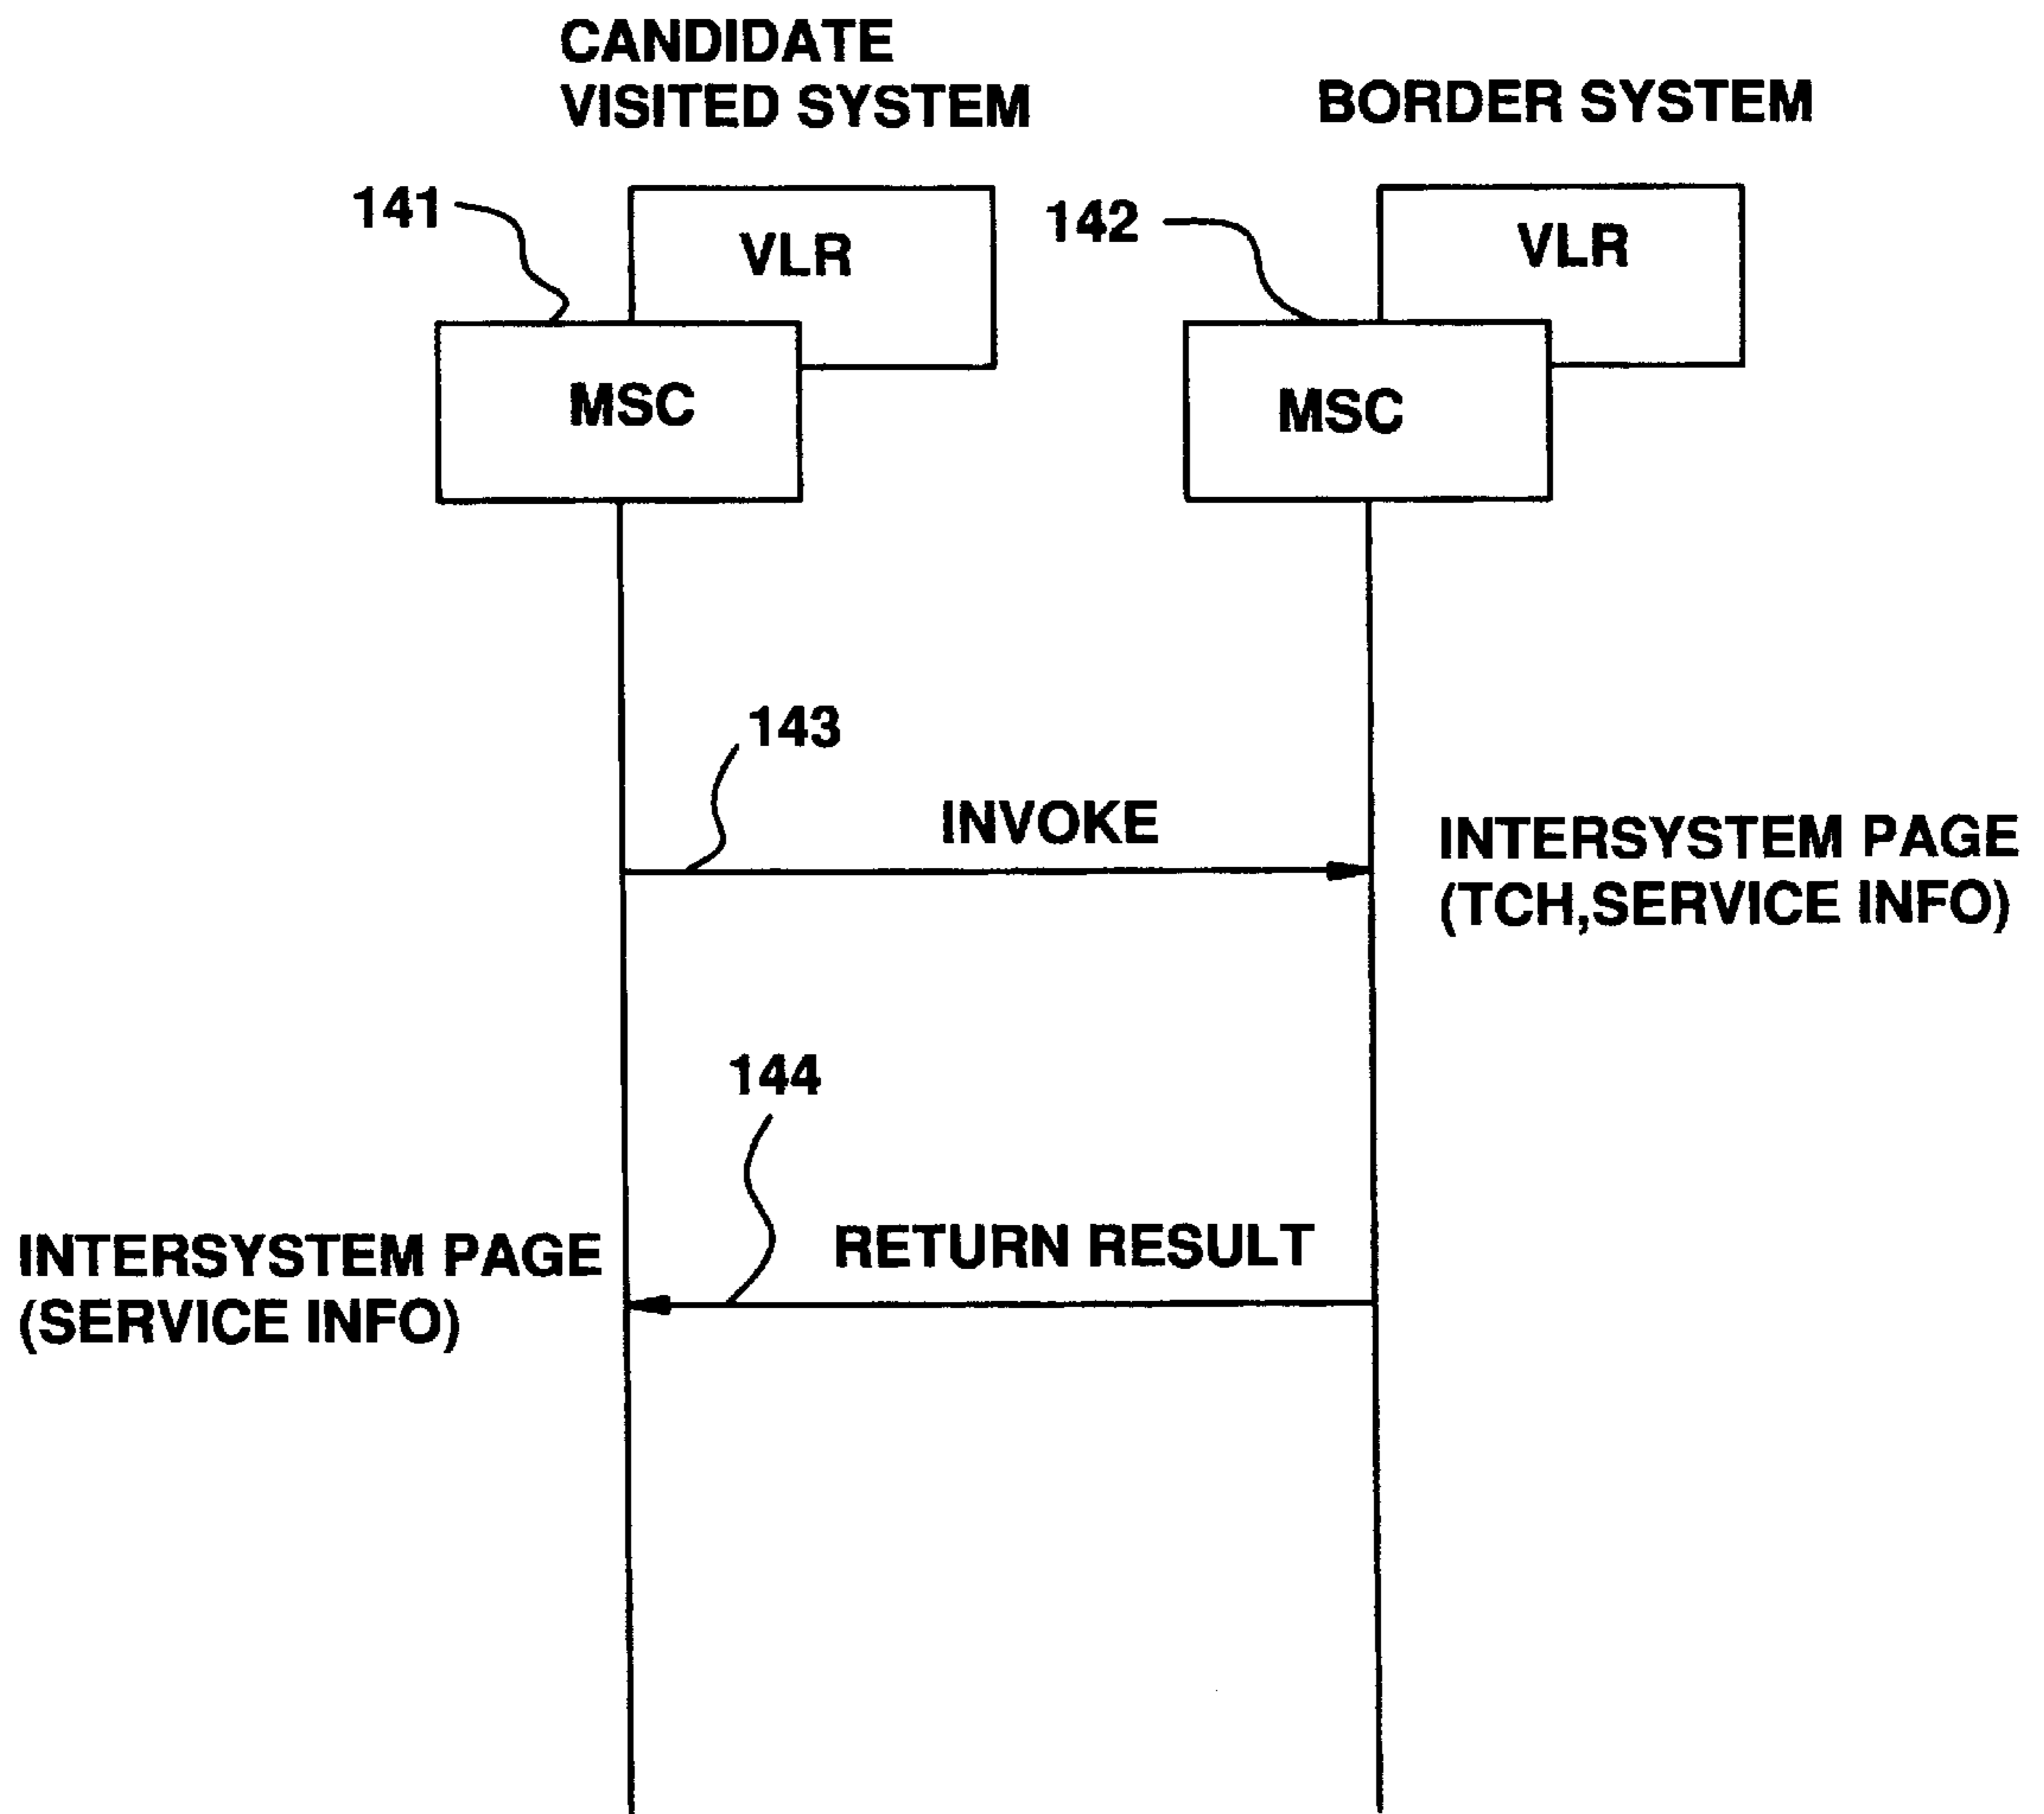 CANDIDATE
VISITED SYSTEM
BORDER SYSTEM
141
VLR
142
VLR
MSC
MSC
143
INVOKE
INTERSYSTEM PAGE
(TCH,SERVICE INFO)
144
RETURN RESULT
INTERSYSTEM PAGE
(SERVICE INFO)